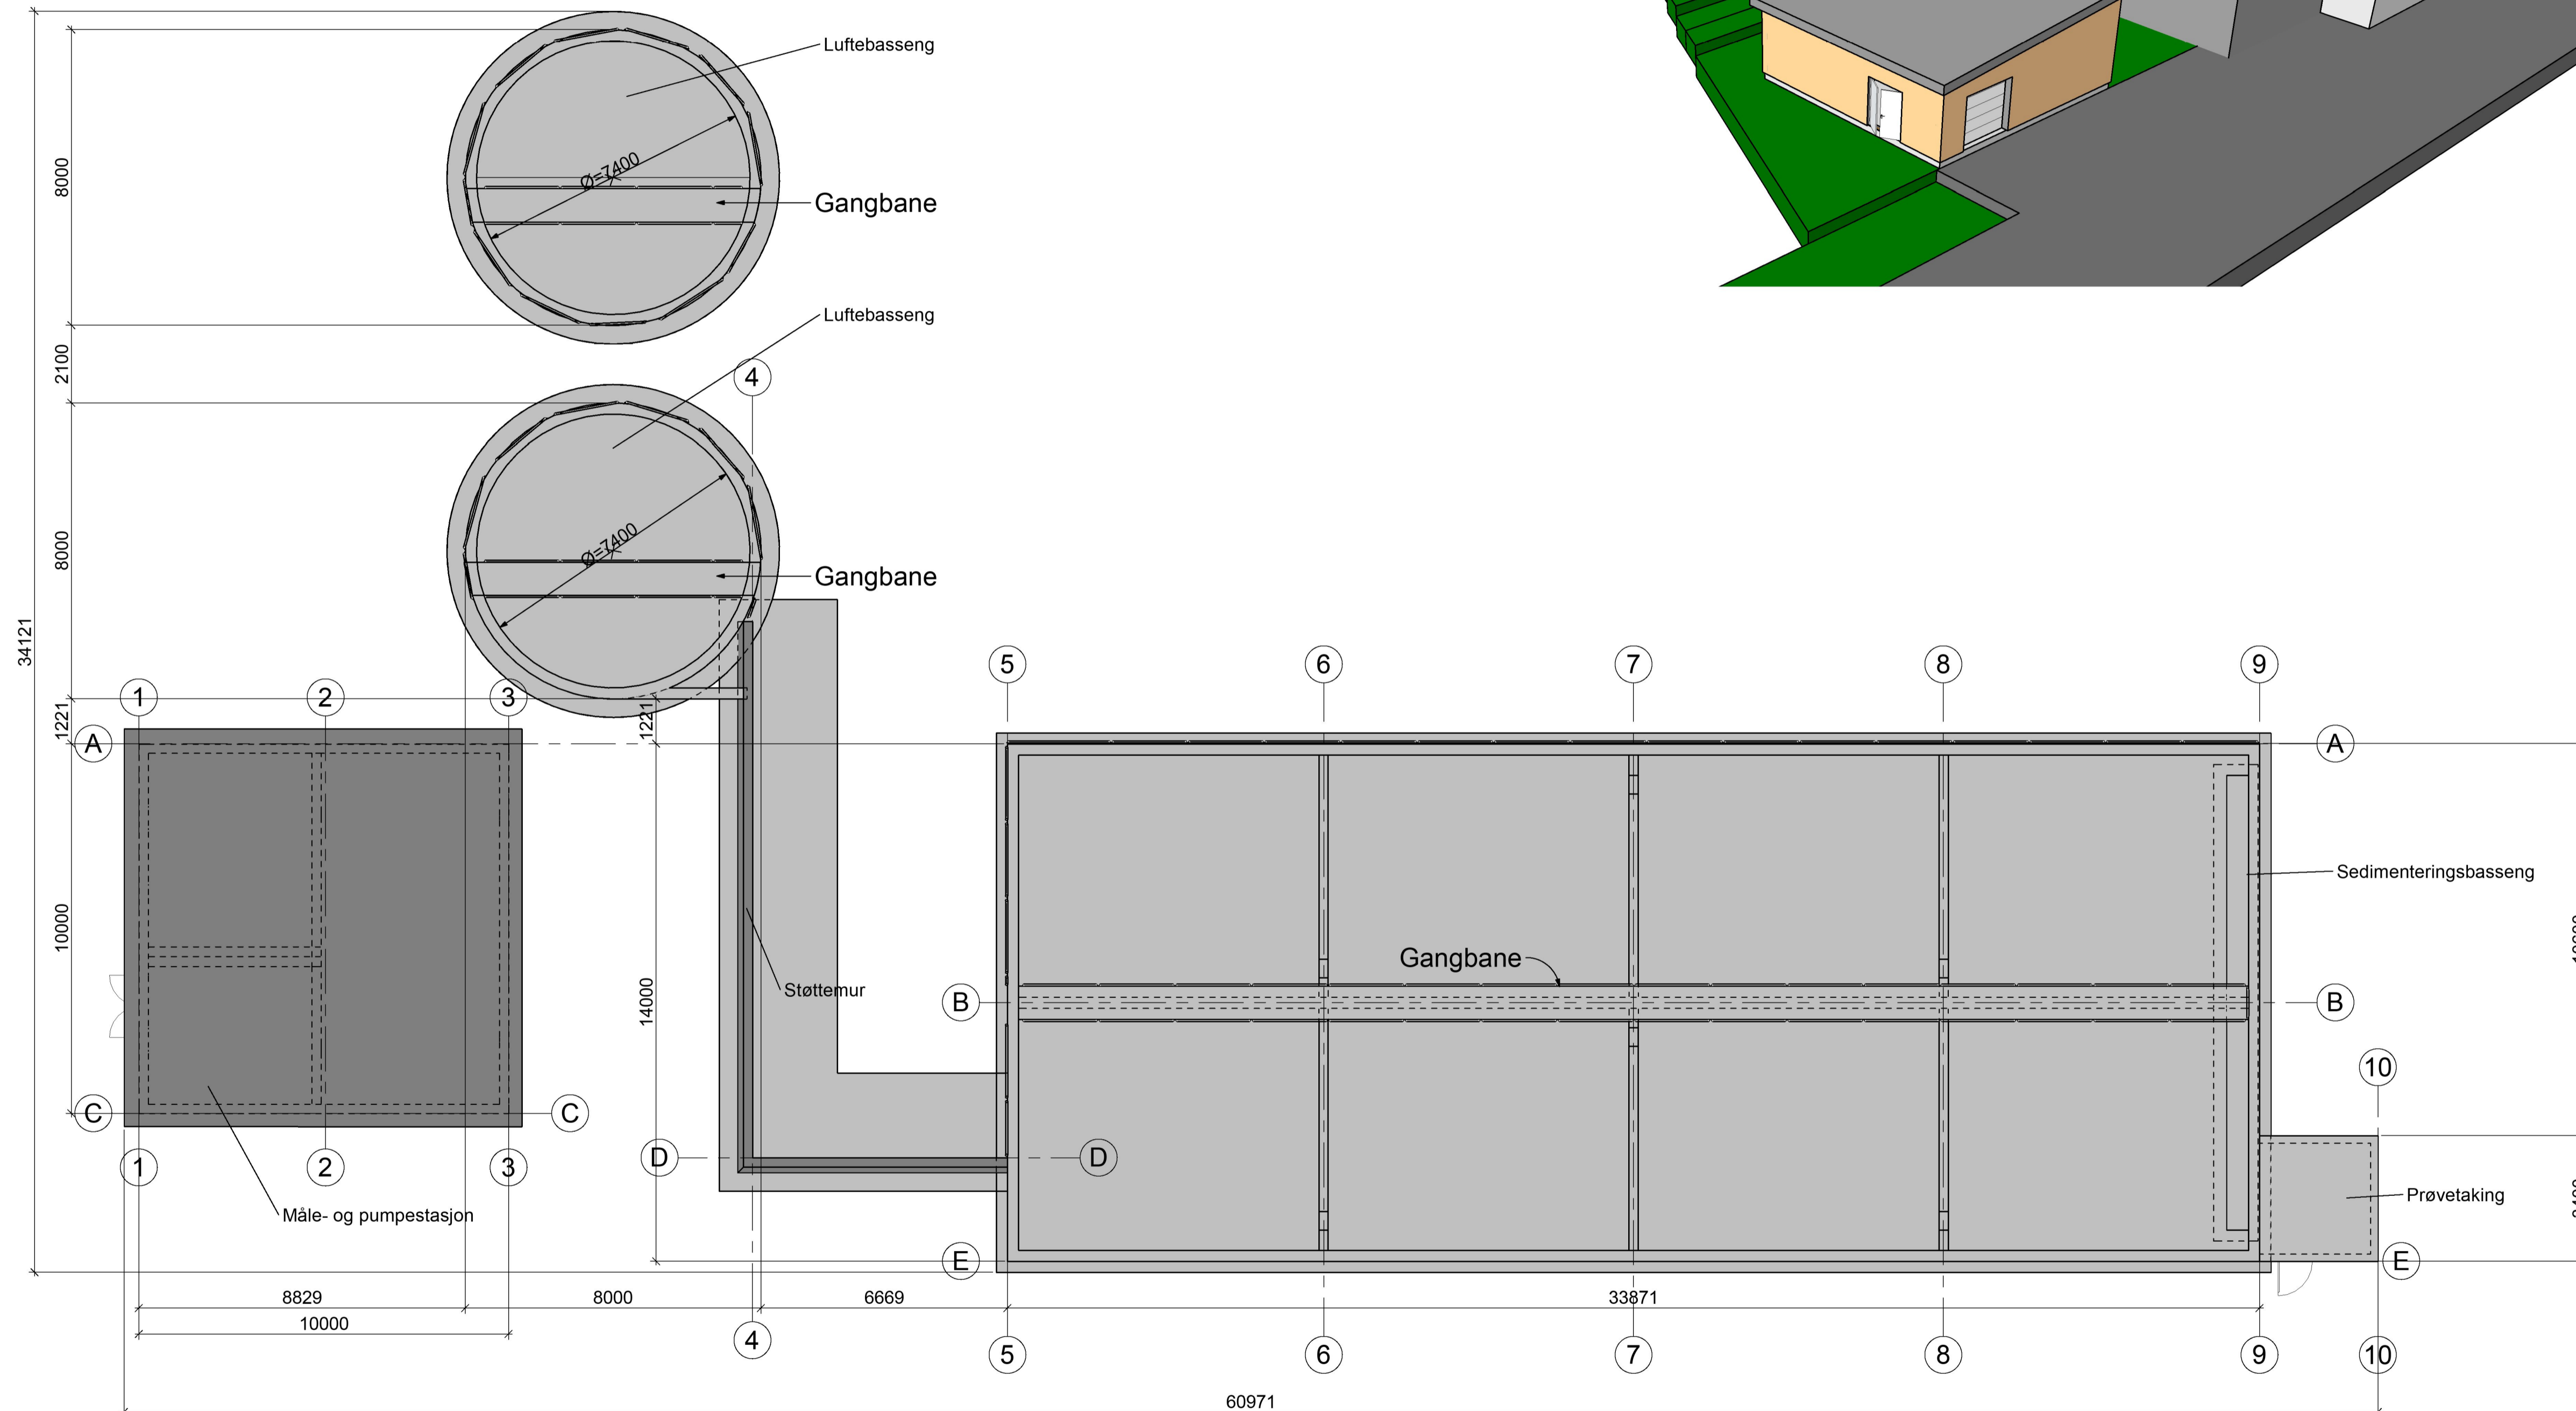 Luftebasseng
8000
Ø=7400
Gangbane
Luftebasseng
2100
4
8000
Ø=7400
Gangbane
34121
5
6
7
8
9
1
2
3
1221
1221
A
A
Sedimenteringsbasseng
10000
Gangbane
Støttemur
14000
B
B
10
C
C
D
D
1
2
3
Prøvetaking
Måle- og pumpestasjon
E
E
8829
8000
6669
33871
10000
4
5
6
7
8
9
10
60971